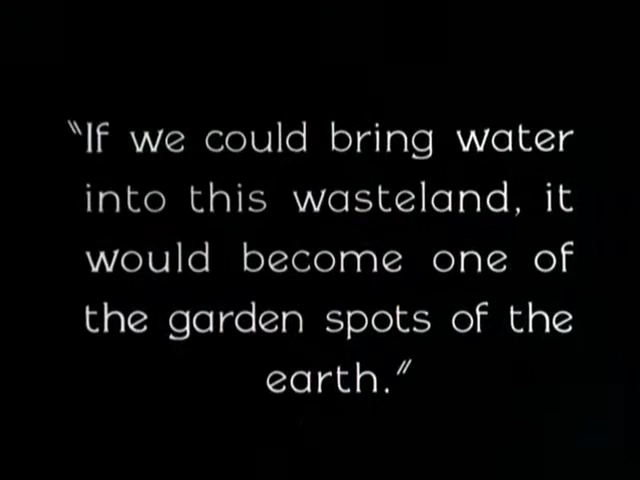 "If we could bring water
into this wasteland, it
would become one of
the garden spots of the
earth."